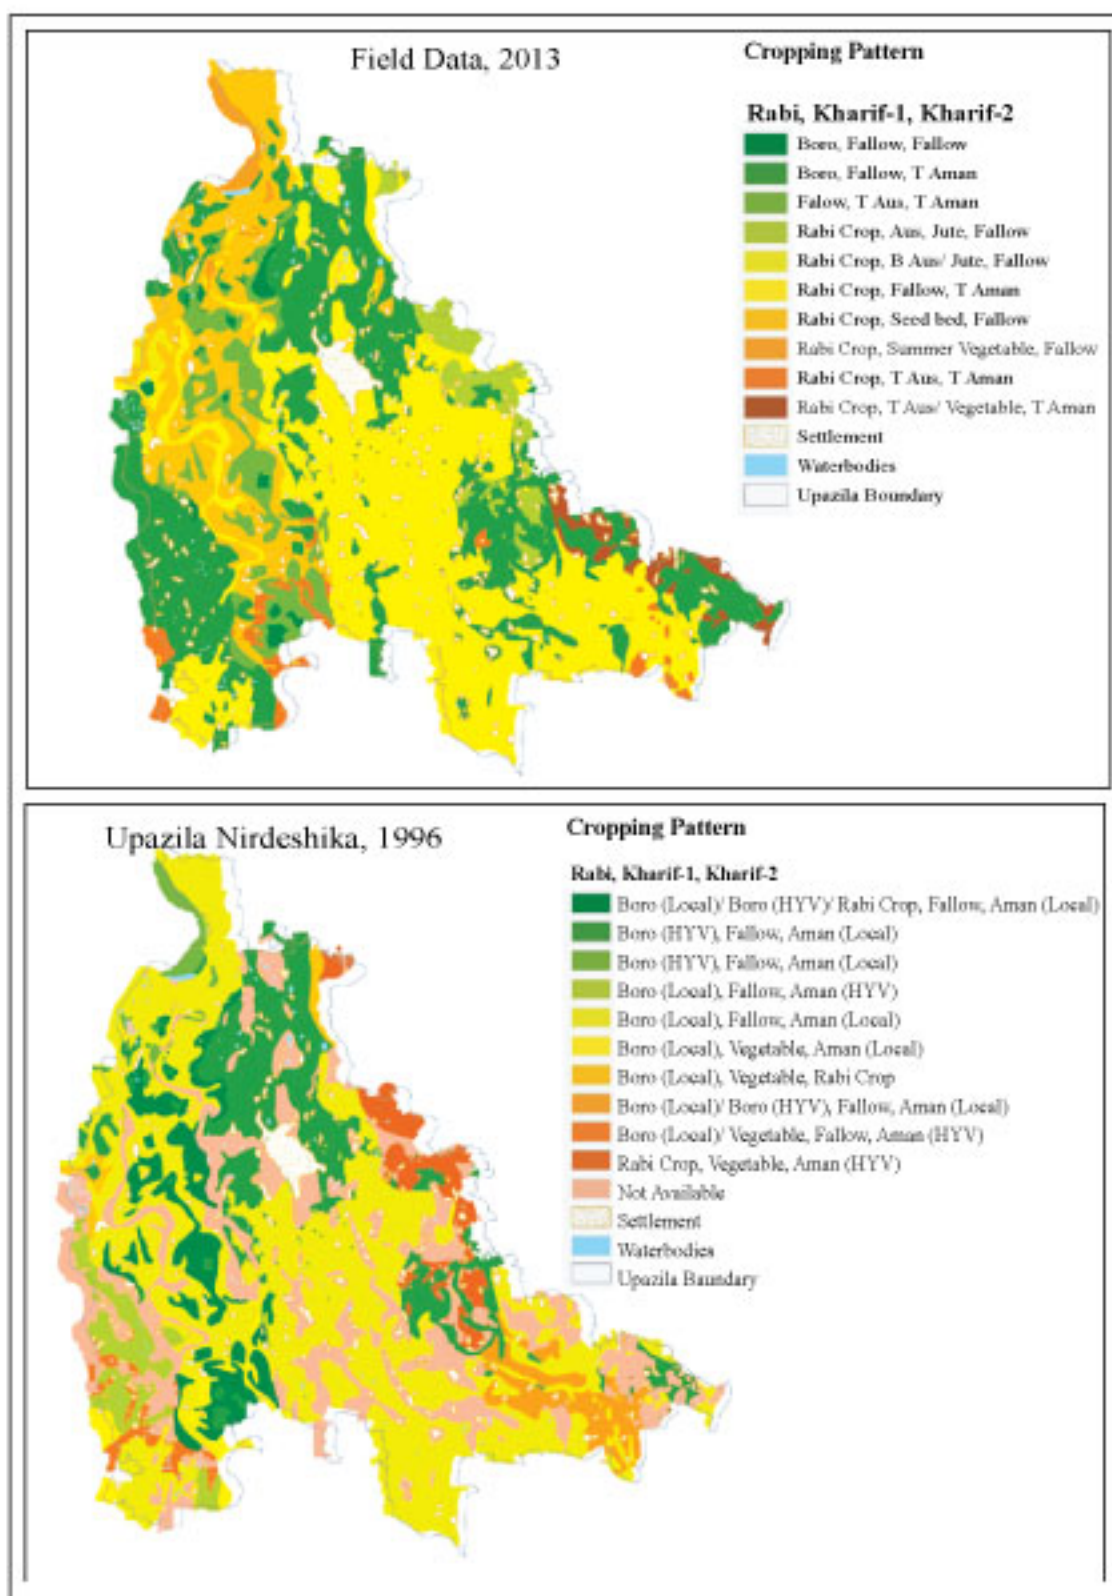 Field Data, 2013
Cropping Pattern
Rabi, Kharif-1, Kharif-2
Boro, Fallow, Fallow
Boro, Fallow, T Aman
Falow, T Aus, T Aman
Rabi Crop, Aus, Jute, Fallow
Rabi Crop, B Aus/ Jute, Fallow
Rabi Crop, Fallow, T Aman
Rabi Crop, Seed bed, Fallow
Rabi Crop, Summer Vegetable, Fallow
Rabi Crop, T Aus, T Aman
Rabi Crop, T Aus/ Vegetable, T Aman
Settlement
Waterbodies
Upazila Boundary
Upazila Nirdeshika, 1996
Cropping Pattern
Rabi, Kharif-1, Kharif-2
Boro (Local)/ Boro (HYV)/ Rabi Crop, Fallow, Aman (Local)
Boro (HYV), Fallow, Aman (Local)
Boro (HYV), Fallow, Aman (Local)
Boro (Local), Fallow, Aman (HYV)
Boro (Local), Fallow, Aman (Local)
Boro (Local), Vegetable, Aman (Local)
Boro (Local), Vegetable, Rabi Crop
Boro (Local)/ Boro (HYV), Fallow, Aman (Local)
Boro (Local)/ Vegetable, Fallow, Aman (HYV)
Rabi Crop, Vegetable, Aman (HYV)
Not Available
Settlement
Waterbodies
Upazila Baundary